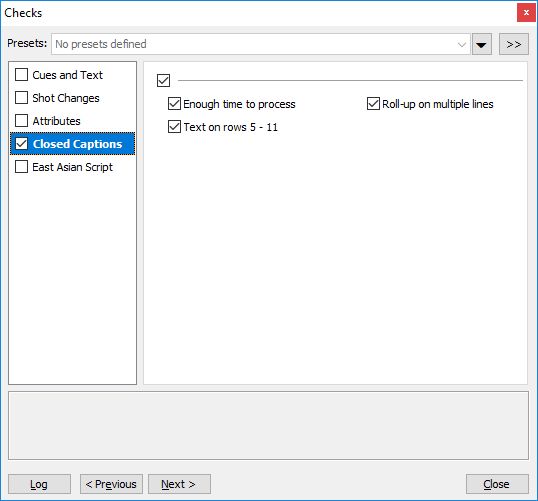 Checks
Presets: No presets defined >>
Cues and Text
Shot Changes
Attributes
Closed Captions
East Asian Script
Enough time to process Roll-up on multiple lines
Text on rows 5 - 11
Log < Previous Next > Close